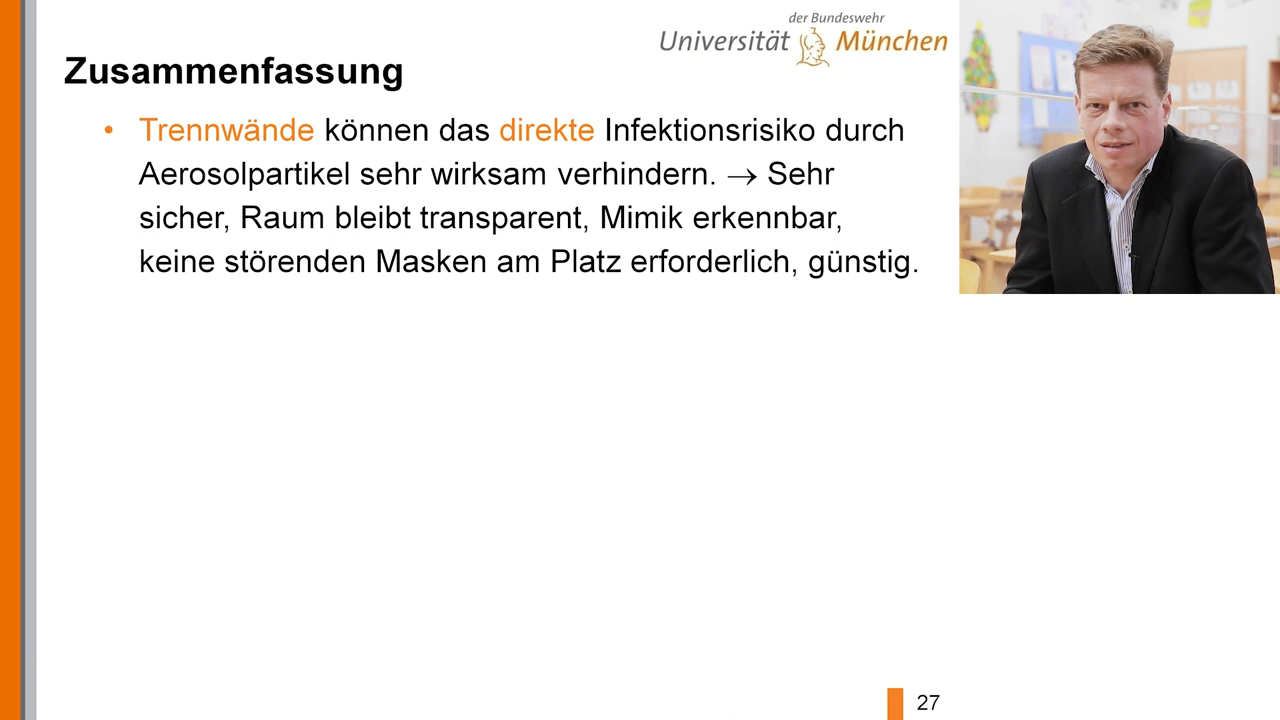 der Bundeswehr
Universität München
Zusammenfassung
• Trennwände können das direkte Infektionsrisiko durch
Aerosolpartikel sehr wirksam verhindern. → Sehr
sicher, Raum bleibt transparent, Mimik erkennbar,
keine störenden Masken am Platz erforderlich, günstig.
27